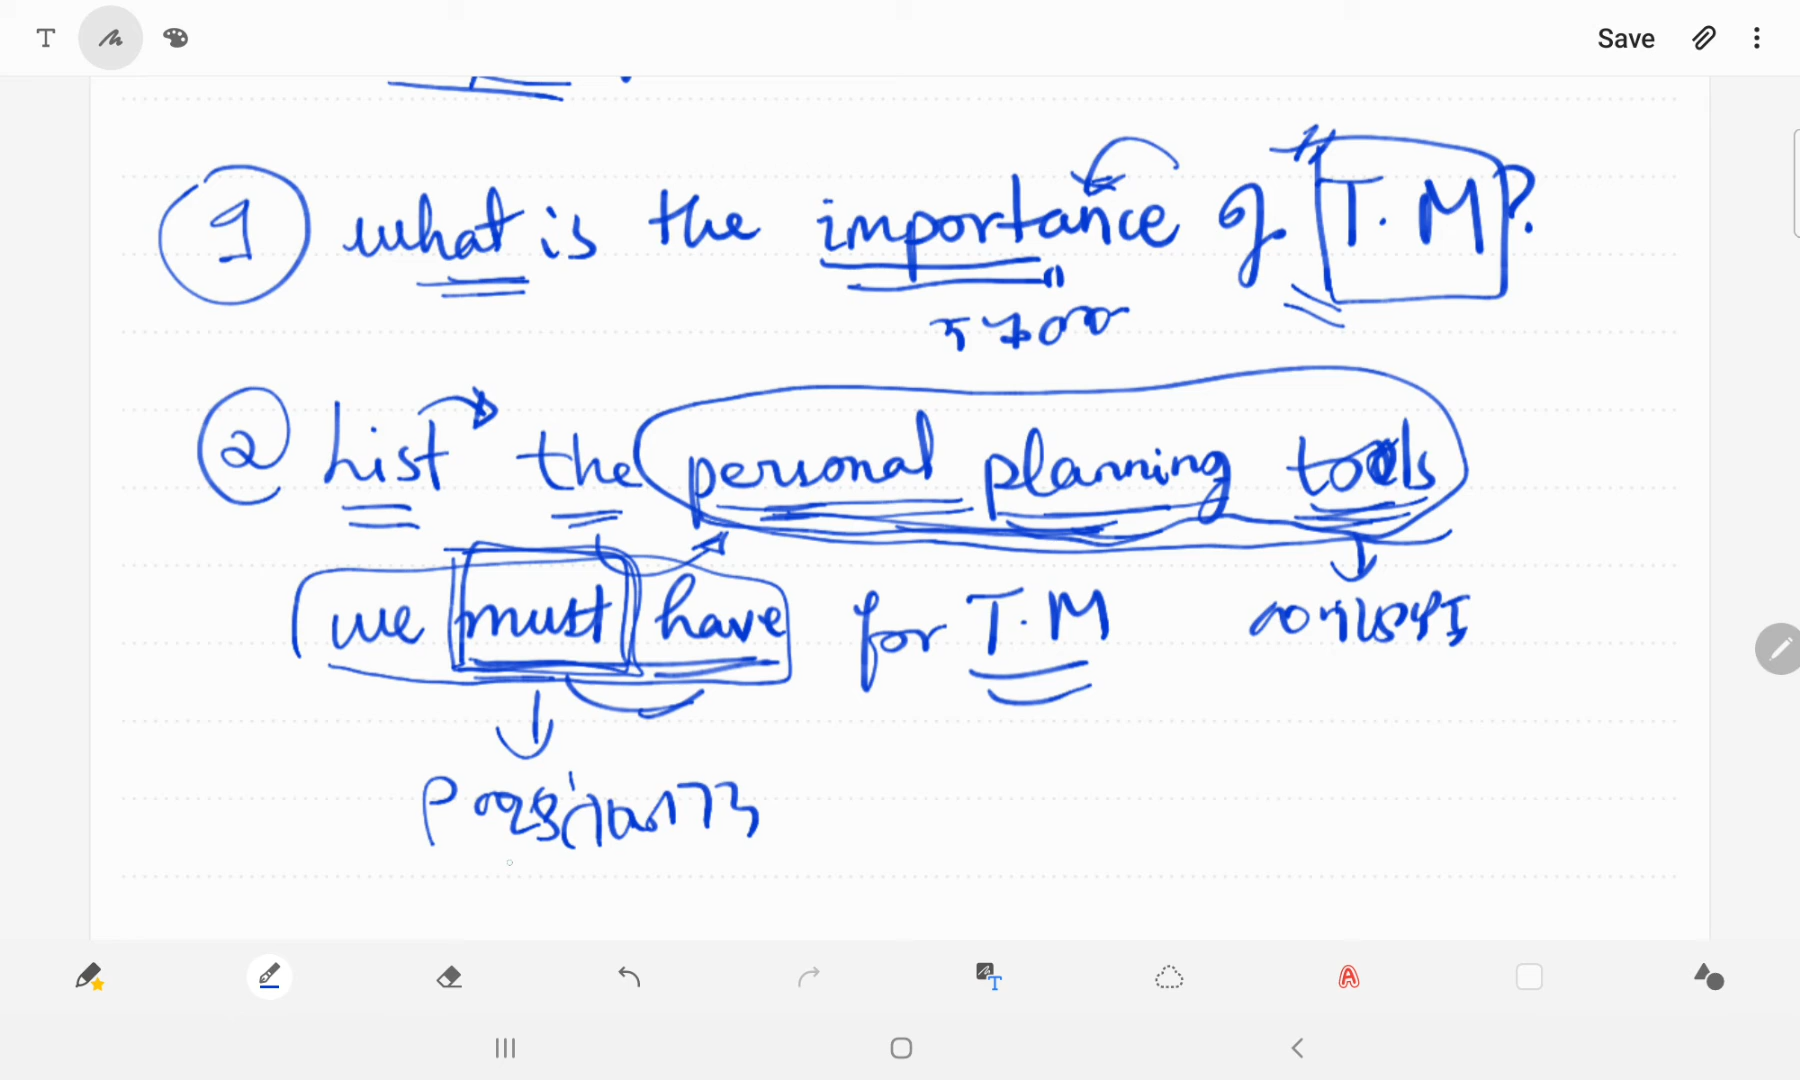 Save
① what is the importance of T.M?
② List the personal planning tools
we must have for T.M